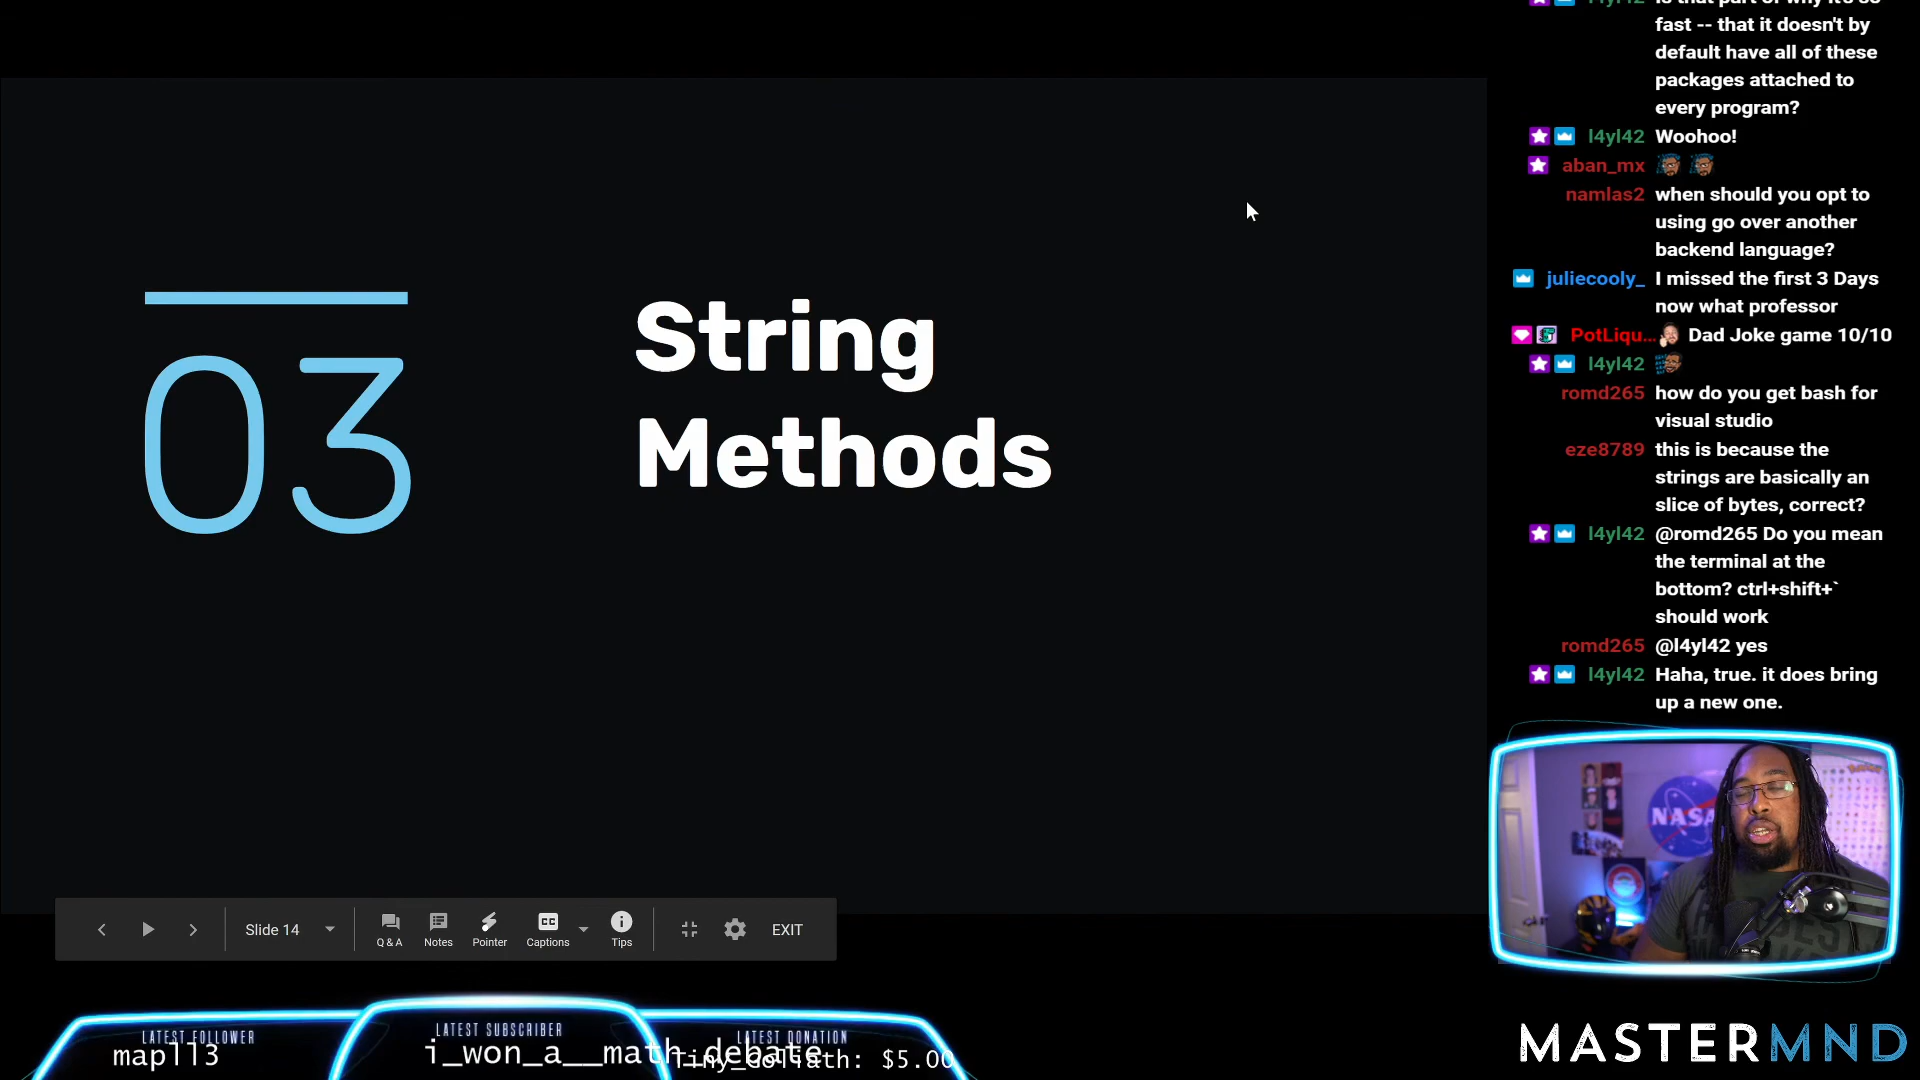 fast -- that it doesn't by
default have all of these
packages attached to
every program?
l4yl42 Woohoo!
aban_mx
namlas2 when should you opt to
using go over another
backend language?
juliecooly_ I missed the first 3 Days
now what professor
PotLiqu... Dad Joke game 10/10
l4yl42
romd265 how do you get bash for
visual studio
eze8789 this is because the
strings are basically an
slice of bytes, correct?
l4yl42 @romd265 Do you mean
the terminal at the
bottom? ctrl+shift+`
should work
romd265 @l4yl42 yes
l4yl42 Haha, true. it does bring
up a new one.
03
String
Methods
NASA
Slide 14
Q & A
Notes
Pointer
CC
Captions
Tips
EXIT
LATEST FOLLOWER
map113
LATEST SUBSCRIBER
i_won_a__math_debate
LATEST DONATION
Tiny_Goliath: $5.00
MASTERMND